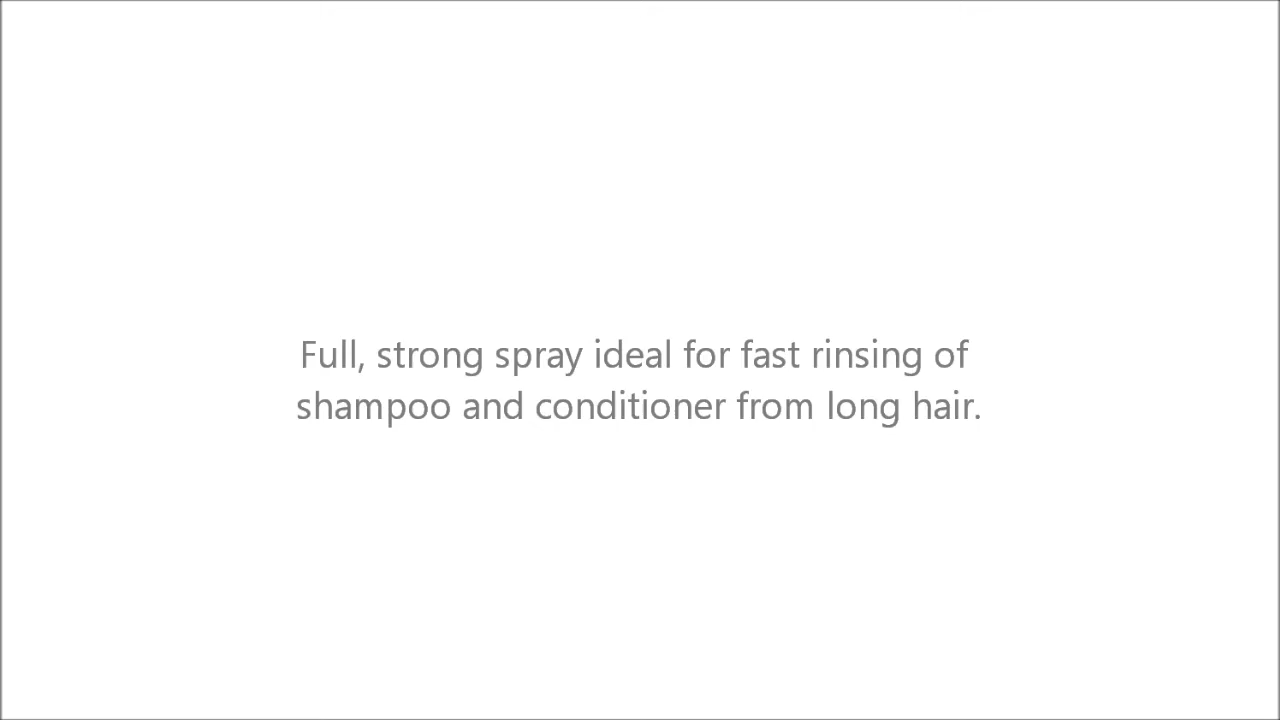 Full, strong spray ideal for fast rinsing of
shampoo and conditioner from long hair.